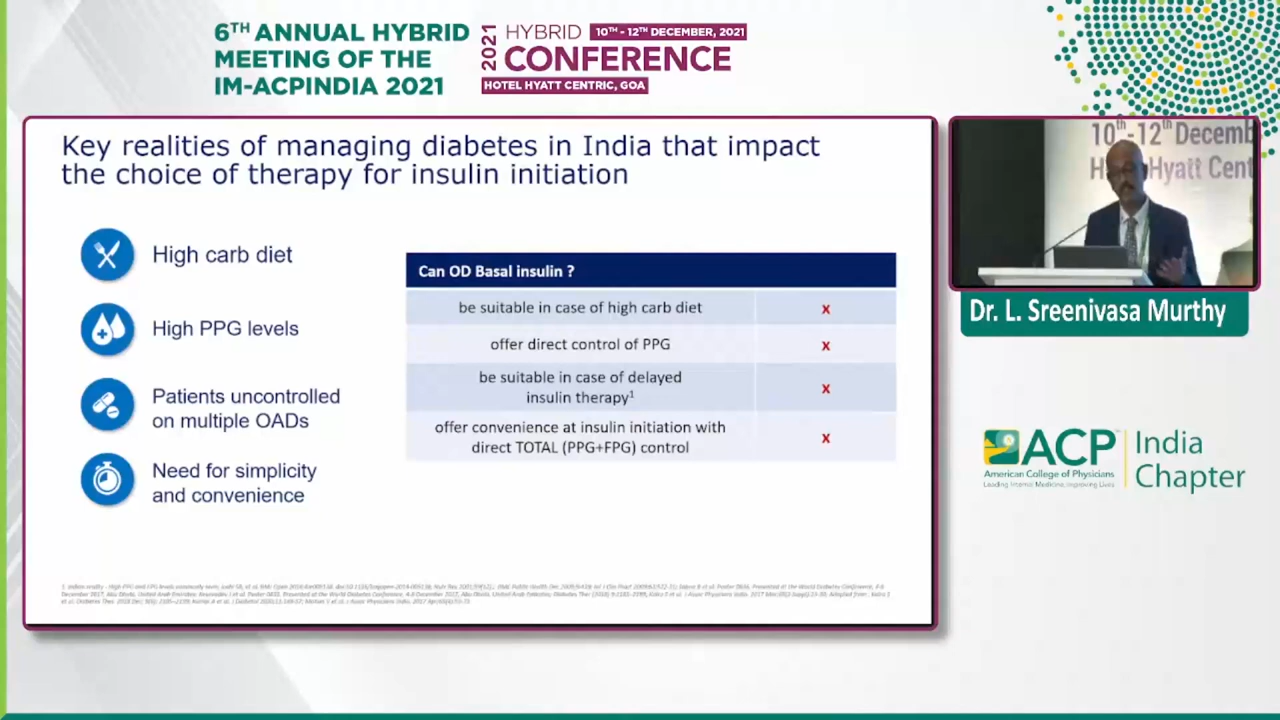 6TH ANNUAL HYBRID
MEETING OF THE
IM-ACPINDIA 2021
2021
HYBRID
10TH - 12TH DECEMBER, 2021
CONFERENCE
HOTEL HYATT CENTRIC, GOA
Key realities of managing diabetes in India that impact
the choice of therapy for insulin initiation
High carb diet
High PPG levels
Patients uncontrolled
on multiple OADs
Need for simplicity
and convenience
Can OD Basal insulin ?
be suitable in case of high carb diet x
offer direct control of PPG x
be suitable in case of delayed
insulin therapy1 x
offer convenience at insulin initiation with
direct TOTAL (PPG+FPG) control x
10th-12th Decemb
Hyatt Cent
Dr. L. Sreenivasa Murthy
ACP
American College of Physicians
Leading Internal Medicine, Improving Lives
India
Chapter